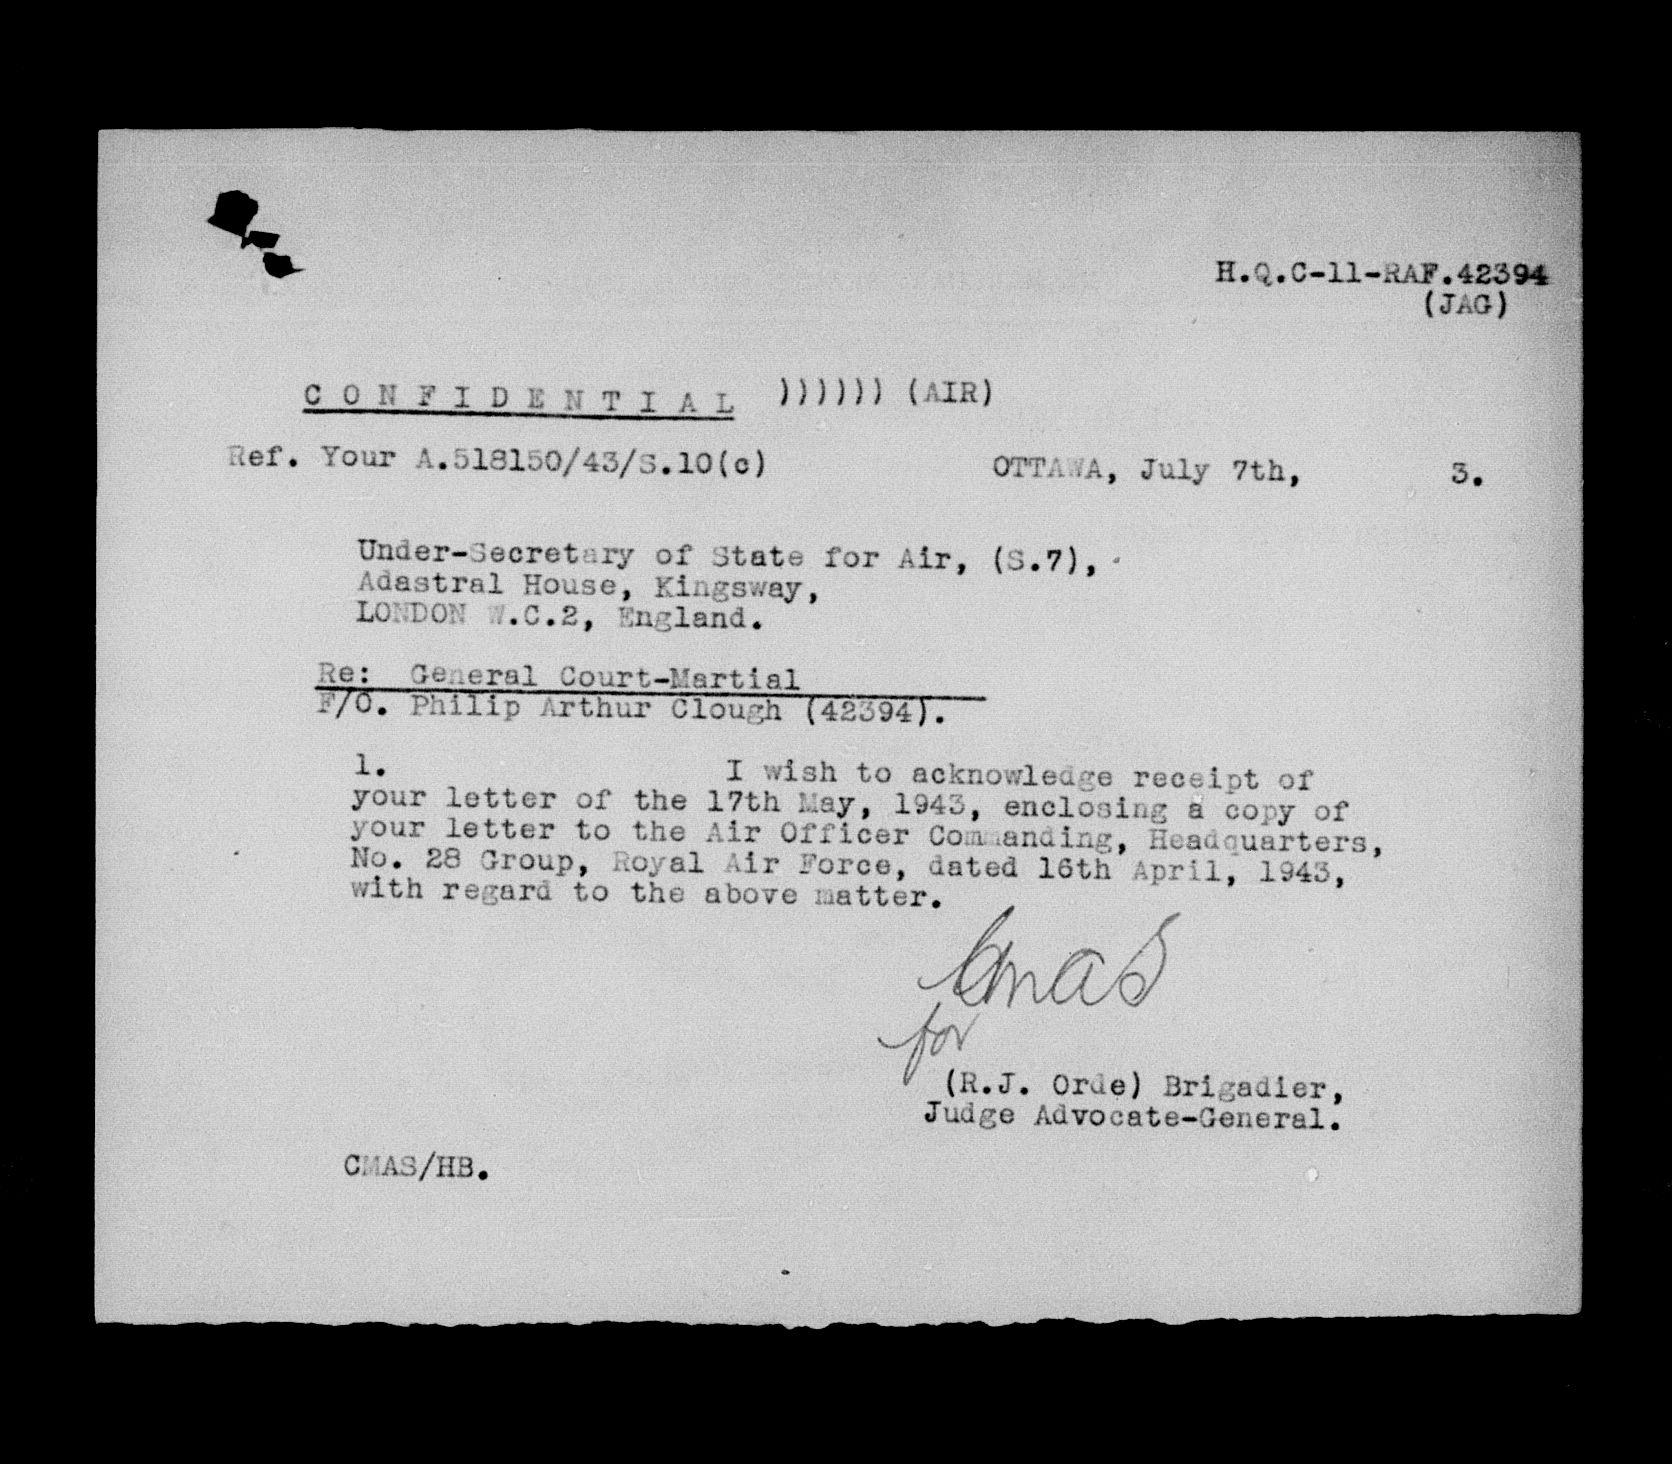 H.Q.C-11-RAF.42394
(JAG)
C O N F I D E N T I A L )))))) (AIR)
Ref. Your A.518150/43/S.10(c) OTTAWA, July 7th, 3.
Under-Secretary of State for Air, (S.7),
Adastral House, Kingsway,
LONDON W.C.2, England.
Re: General Court-Martial
F/O. Philip Arthur Clough (42394).
1. I wish to acknowledge receipt of
your letter of the 17th May, 1943, enclosing a copy of
your letter to the Air Officer Commanding, Headquarters,
No. 28 Group, Royal Air Force, dated 16th April, 1943,
with regard to the above matter.
CMAS
for
(R.J. Orde) Brigadier,
Judge Advocate-General.
CMAS/HB.